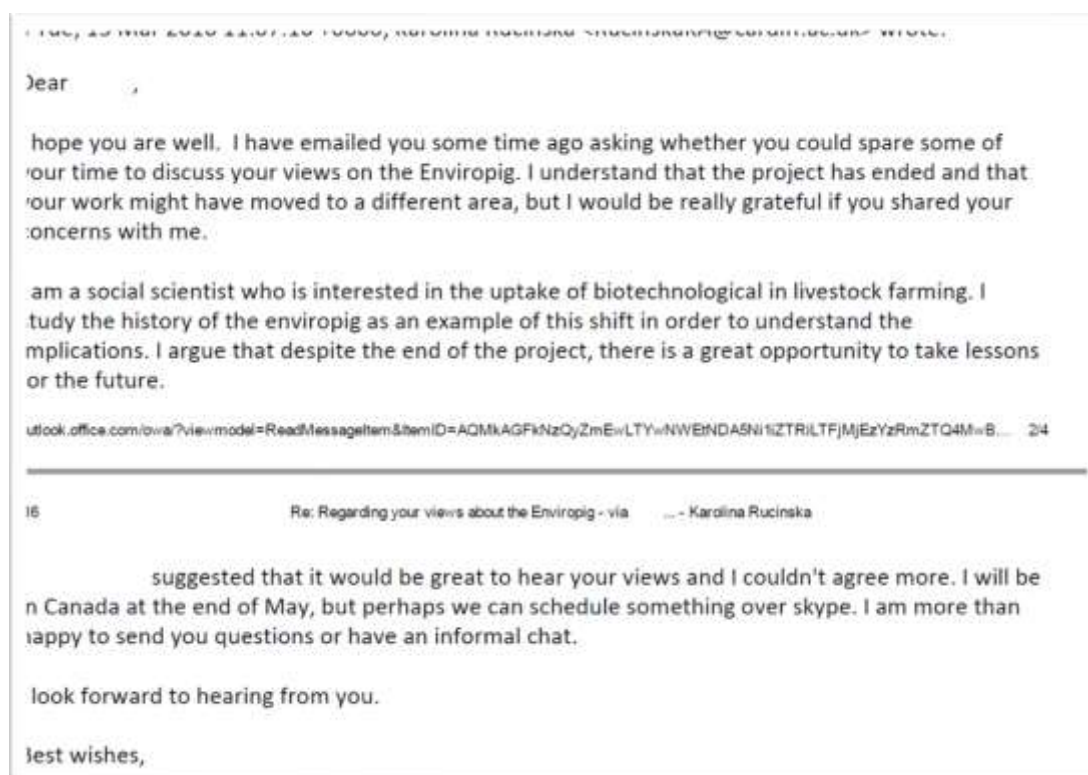 Dear ,
hope you are well. I have emailed you some time ago asking whether you could spare some of
your time to discuss your views on the Enviropig. I understand that the project has ended and that
your work might have moved to a different area, but I would be really grateful if you shared your
concerns with me.
am a social scientist who is interested in the uptake of biotechnological in livestock farming. I
tudy the history of the enviropig as an example of this shift in order to understand the
mplications. I argue that despite the end of the project, there is a great opportunity to take lessons
or the future.
2/4
16 Re: Regarding your views about the Enviropig - via ... - Karolina Rucinska
suggested that it would be great to hear your views and I couldn't agree more. I will be
n Canada at the end of May, but perhaps we can schedule something over skype. I am more than
happy to send you questions or have an informal chat.
look forward to hearing from you.
Best wishes,